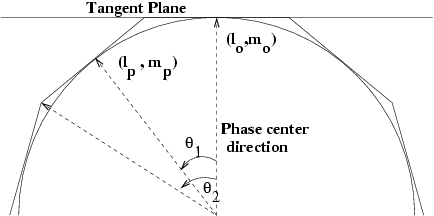 Tangent Plane
(l_o,m_o)
(l_p , m_p)
Phase center
direction
θ_1
θ_2